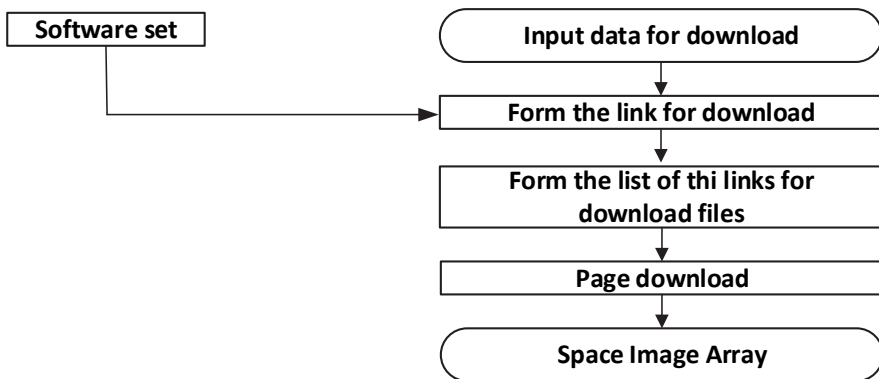 Software set
Input data for download
Form the link for download
Form the list of thi links for
download files
Page download
Space Image Array